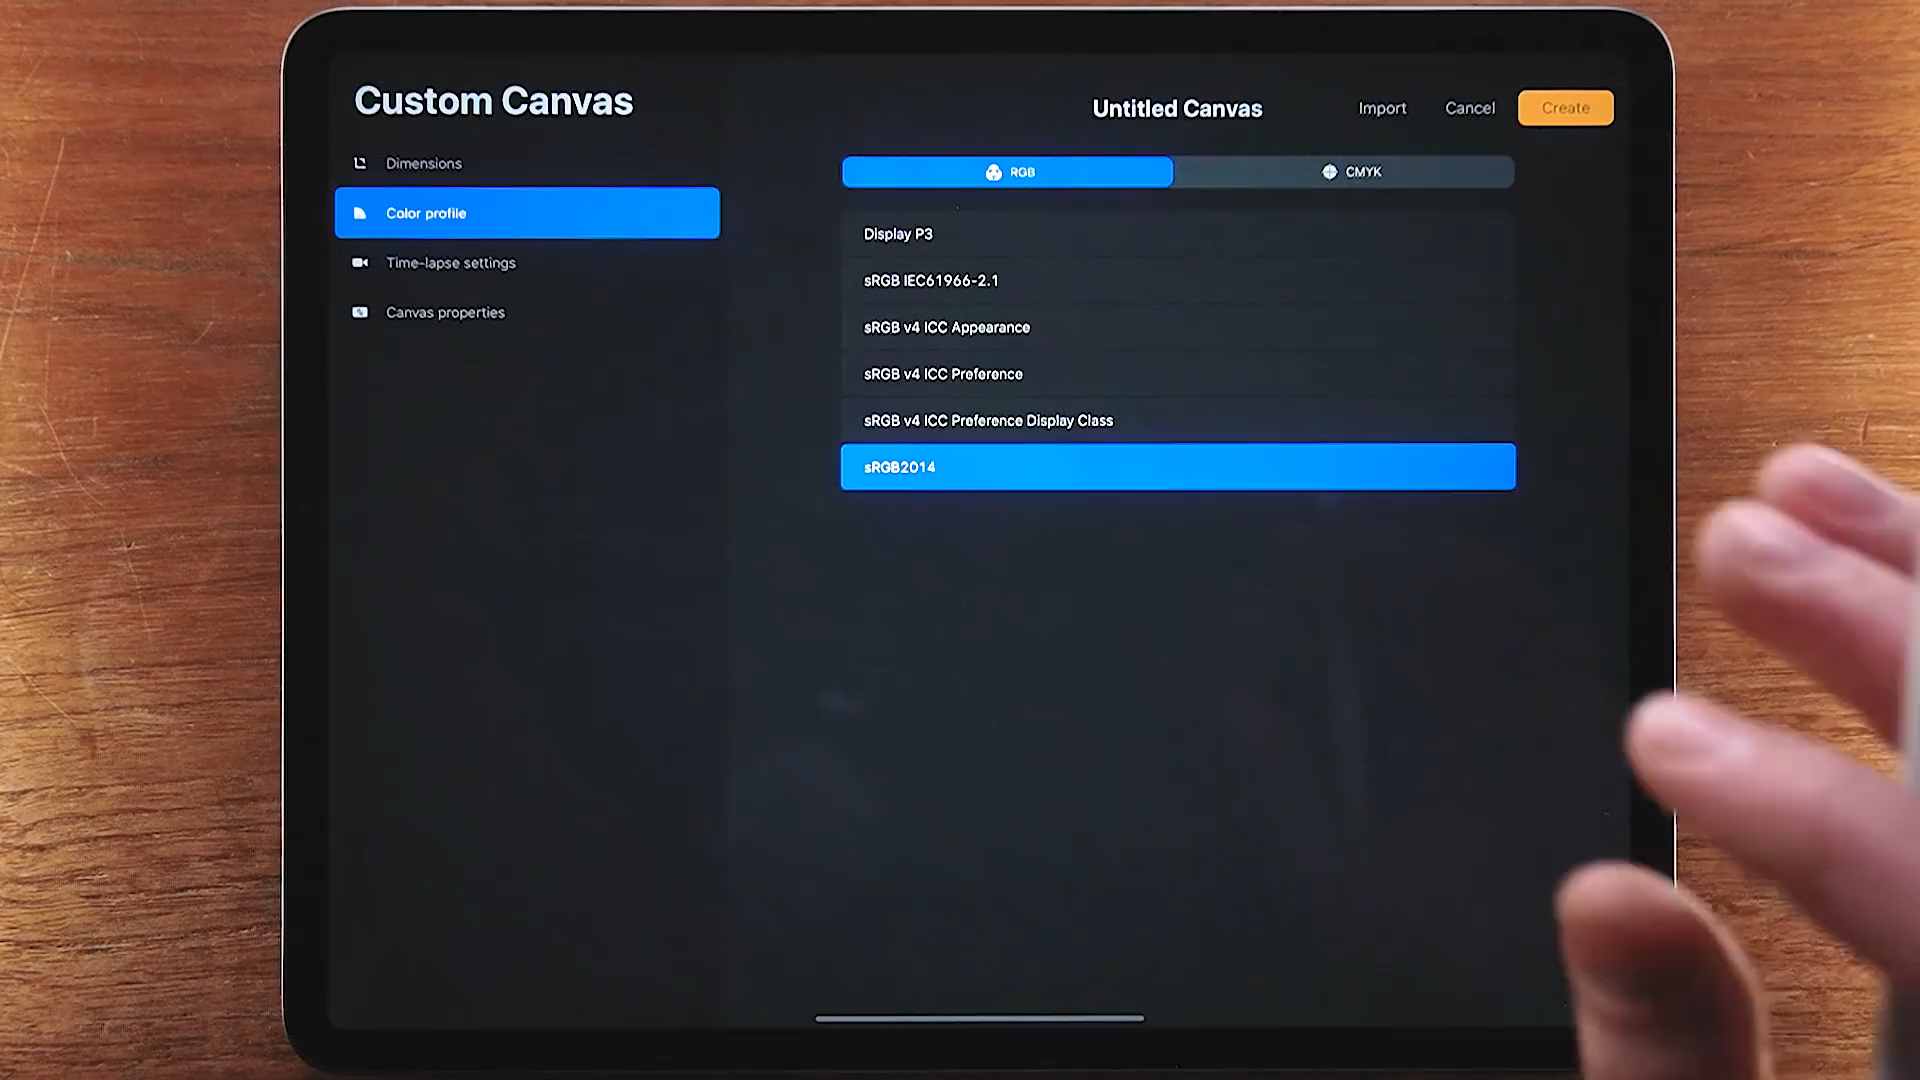 Custom Canvas
Untitled Canvas
Import
Cancel
Create
Dimensions
Color profile
Time-lapse settings
Canvas properties
RGB
CMYK
Display P3
sRGB IEC61966-2.1
sRGB v4 ICC Appearance
sRGB v4 ICC Preference
sRGB v4 ICC Preference Display Class
sRGB2014